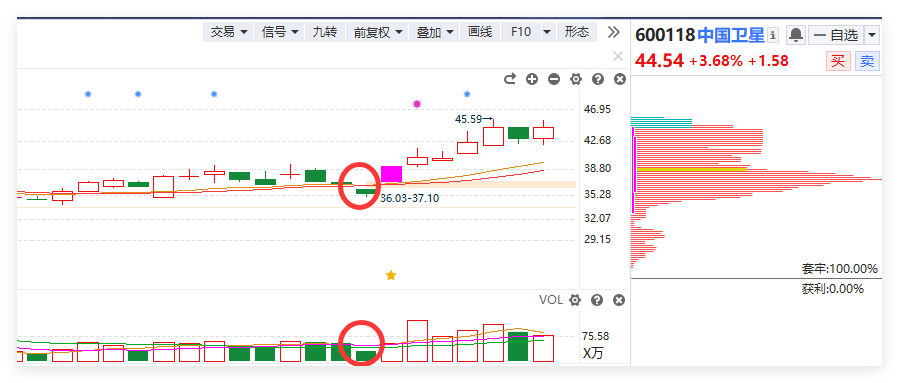 交易 信号 九转 前复权 叠加 画线 F10 形态
600118 中国卫星 自选
44.54 +3.68% +1.58 买 卖
45.59
46.95
42.68
38.80
35.28
32.07
29.15
36.03-37.10
套牢:100.00%
获利:0.00%
VOL
75.58
X万